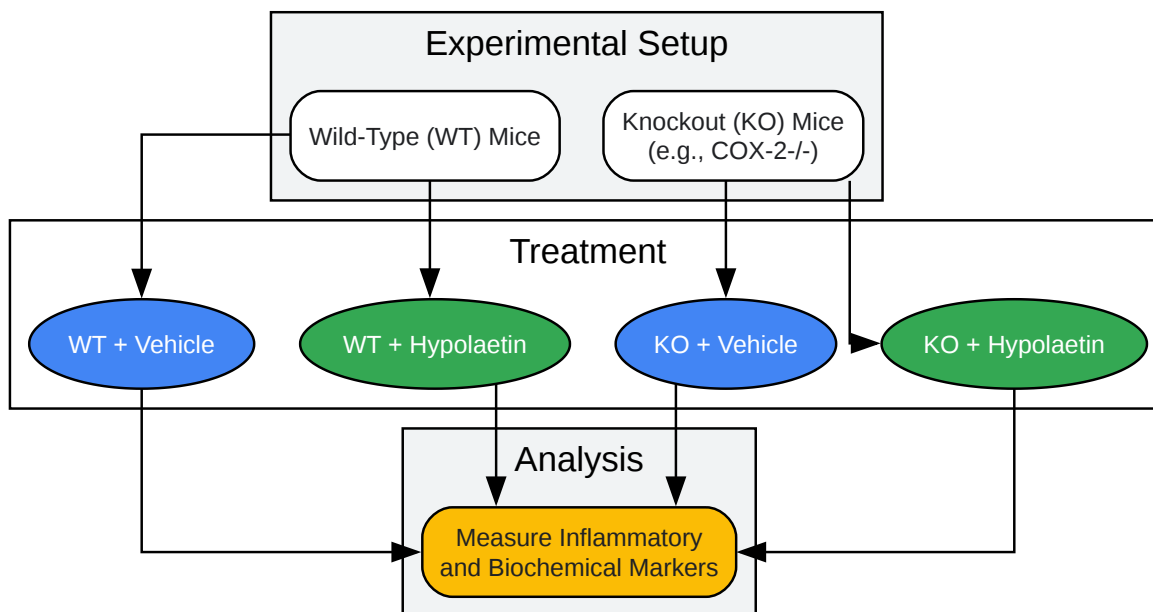 Experimental Setup
Wild-Type (WT) Mice
Knockout (KO) Mice
(e.g., COX-2-/-)
Treatment
WT + Vehicle
WT + Hypolaetin
KO + Vehicle
KO + Hypolaetin
Analysis
Measure Inflammatory
and Biochemical Markers